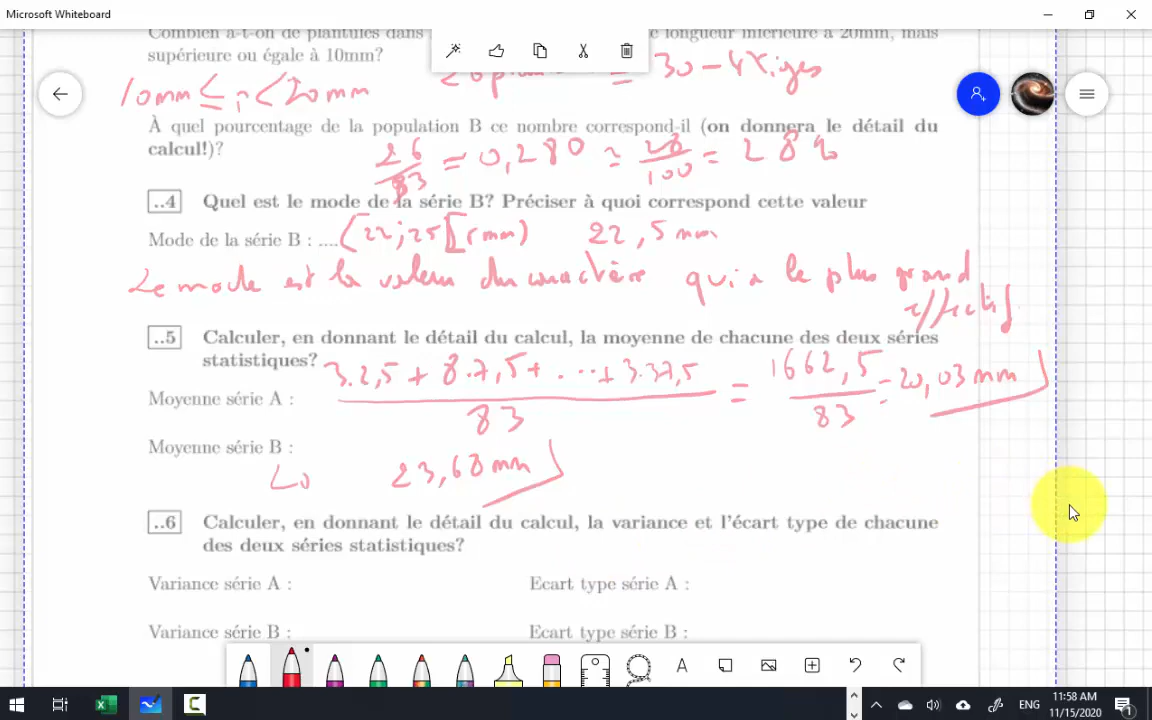 Microsoft Whiteboard
Combien a-t-on de plantules dans
e longueur inférieure à 20mm, mais
supérieure ou égale à 10mm?
= 30 - 4 Tiges
10mm ≤ < 20mm
À quel pourcentage de la population B ce nombre correspond-il (on donnera le détail du
calcul!)?
26/83 = 0,280 = 28/100 = 28 %
..4 Quel est le mode de la série B? Préciser à quoi correspond cette valeur
Mode de la série B : .... (22;25[ (mm) 22,5 mm
Le mode est la valeur du caractère qui a le plus grand
effectif
..5 Calculer, en donnant le détail du calcul, la moyenne de chacune des deux séries
statistiques?
Moyenne série A : 3.2,5 + 8.7,5 + ... + 3.37,5 / 83 = 1662,5 / 83 = 20,03 mm
Moyenne série B :
23,68 mm
..6 Calculer, en donnant le détail du calcul, la variance et l'écart type de chacune
des deux séries statistiques?
Variance série A : Ecart type série A :
Variance série B : Ecart type série B :
ENG
11:58 AM
11/15/2020